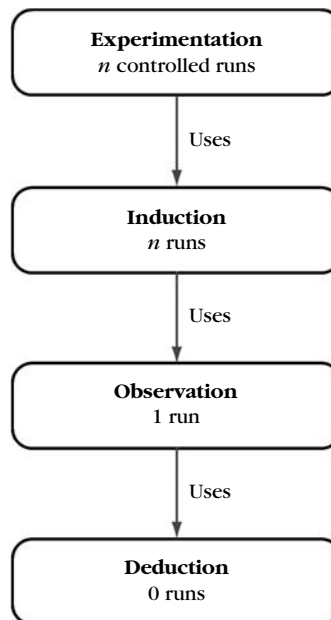 Experimentation
n controlled runs
Uses
Induction
n runs
Uses
Observation
1 run
Uses
Deduction
0 runs